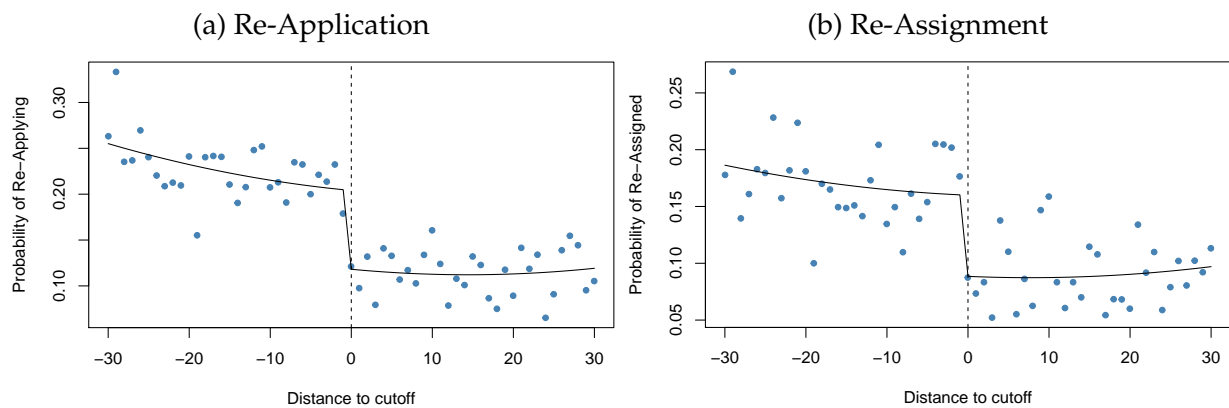 (a) Re-Application
Probability of Re−Applying
0.30
0.20
0.10
−30 −20 −10 0 10 20 30
Distance to cutoff
(b) Re-Assignment
Probability of Re−Assigned
0.25
0.20
0.15
0.10
0.05
−30 −20 −10 0 10 20 30
Distance to cutoff